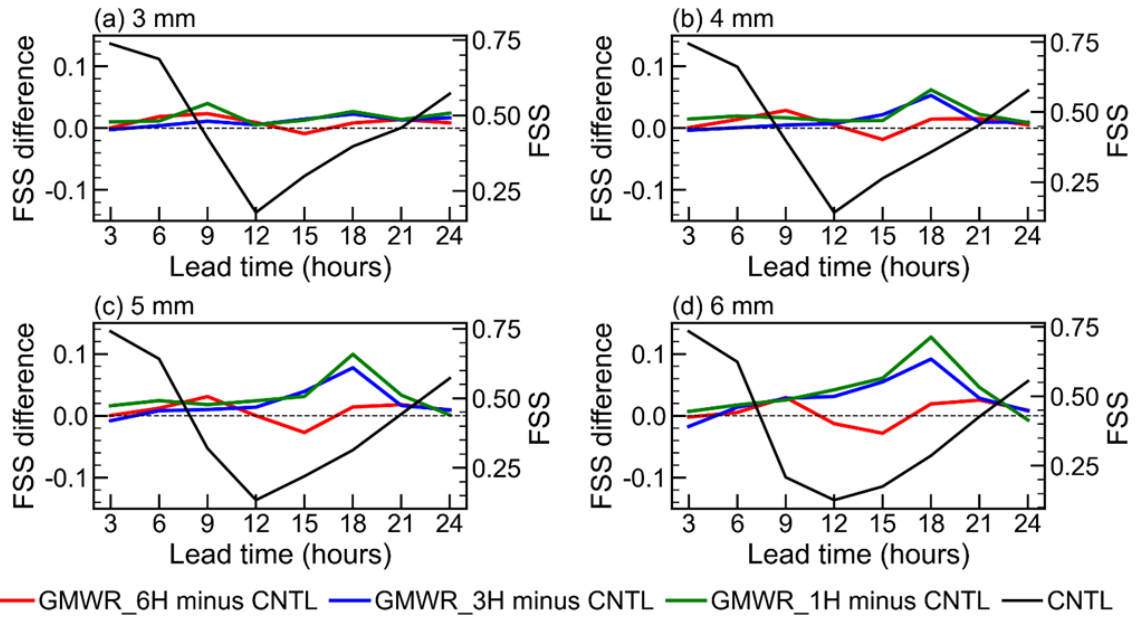 (a) 3 mm
(b) 4 mm
FSS difference
0.1
0.0
-0.1
0.75
0.50
0.25
FSS
3 6 9 12 15 18 21 24
Lead time (hours)
FSS difference
0.1
0.0
-0.1
0.75
0.50
0.25
FSS
3 6 9 12 15 18 21 24
Lead time (hours)
(c) 5 mm
(d) 6 mm
FSS difference
0.1
0.0
-0.1
0.75
0.50
0.25
FSS
3 6 9 12 15 18 21 24
Lead time (hours)
FSS difference
0.1
0.0
-0.1
0.75
0.50
0.25
FSS
3 6 9 12 15 18 21 24
Lead time (hours)
GMWR_6H minus CNTL GMWR_3H minus CNTL GMWR_1H minus CNTL CNTL